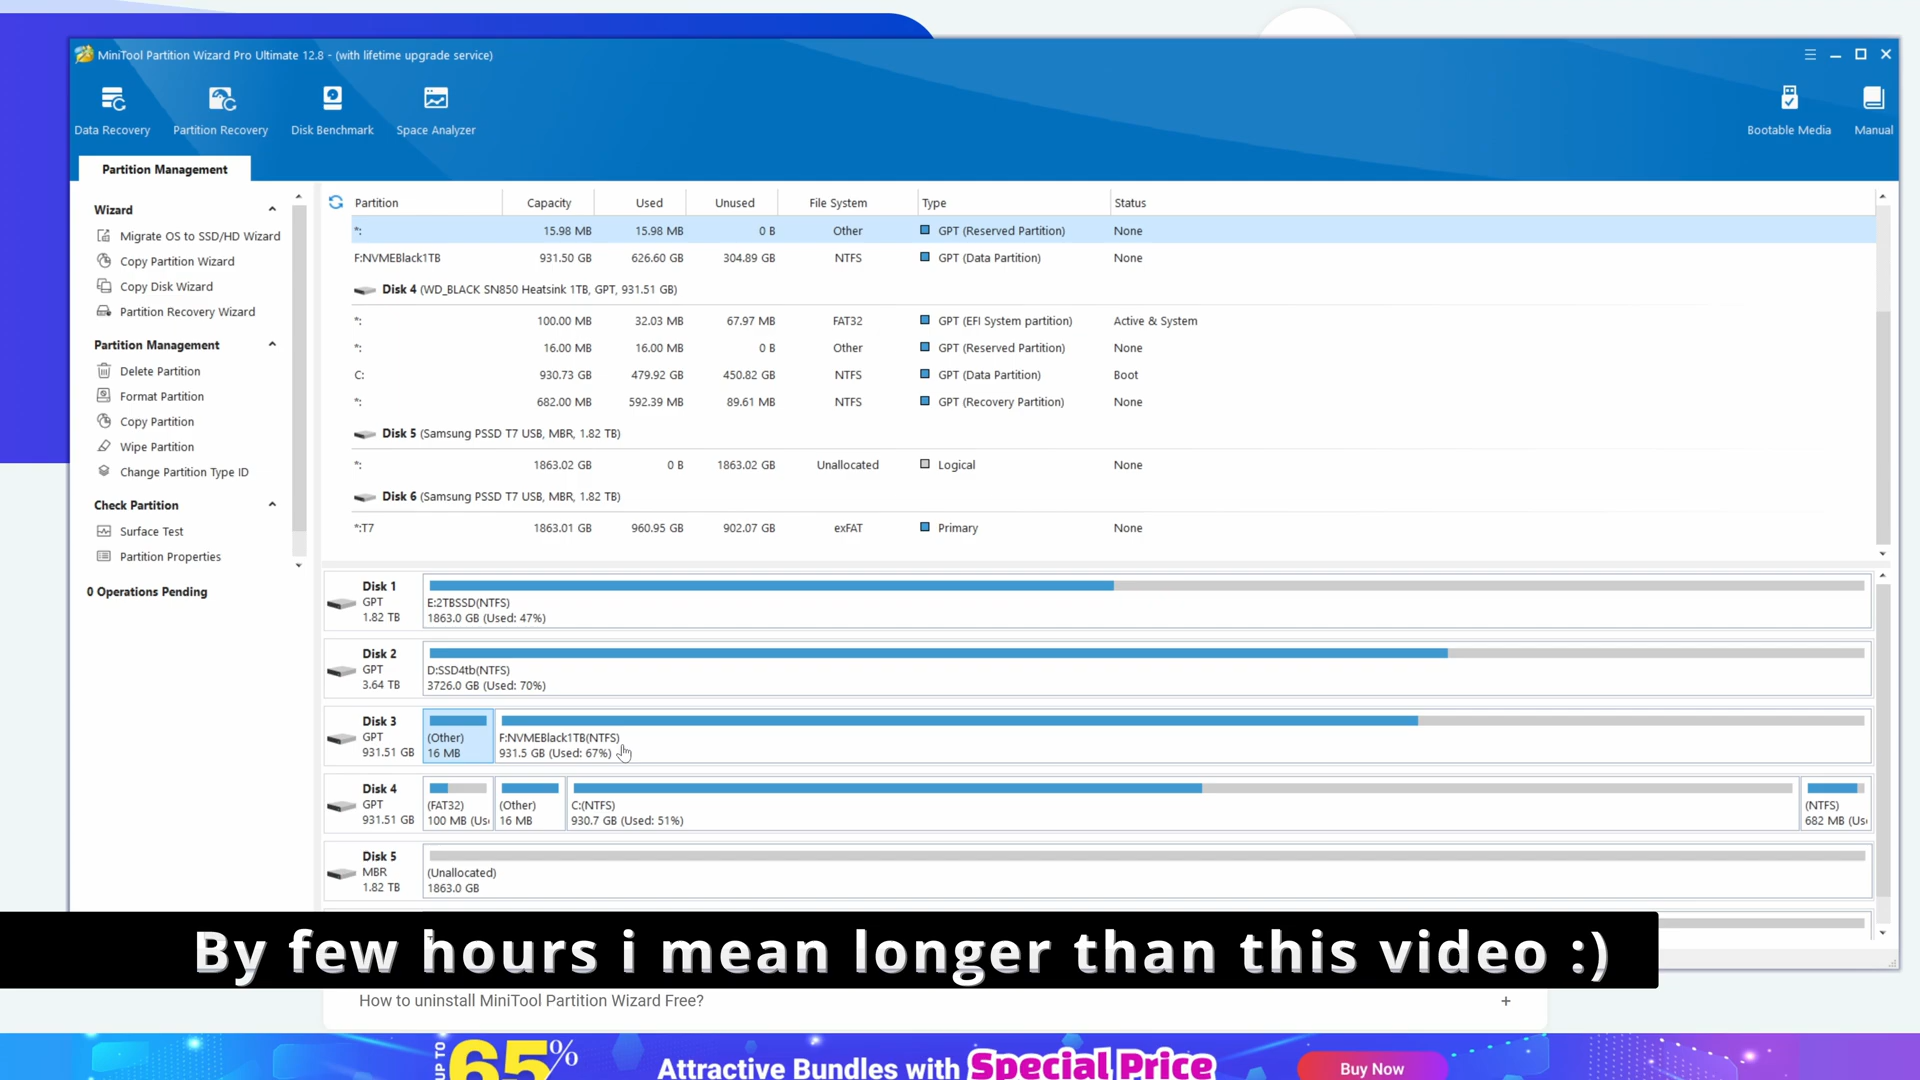 MiniTool Partition Wizard Pro Ultimate 12.8 - (with lifetime upgrade service)
Data Recovery
Partition Recovery
Disk Benchmark
Space Analyzer
Bootable Media
Manual
Partition Management
Wizard
Migrate OS to SSD/HD Wizard
Copy Partition Wizard
Copy Disk Wizard
Partition Recovery Wizard
Partition Management
Delete Partition
Format Partition
Copy Partition
Wipe Partition
Change Partition Type ID
Check Partition
Surface Test
Partition Properties
0 Operations Pending
Partition Capacity Used Unused File System Type Status
*: 15.98 MB 15.98 MB 0 B Other GPT (Reserved Partition) None
F:NVMEBlack1TB 931.50 GB 626.60 GB 304.89 GB NTFS GPT (Data Partition) None
Disk 4 (WD_BLACK SN850 Heatsink 1TB, GPT, 931.51 GB)
*: 100.00 MB 32.03 MB 67.97 MB FAT32 GPT (EFI System partition) Active & System
*: 16.00 MB 16.00 MB 0 B Other GPT (Reserved Partition) None
C: 930.73 GB 479.92 GB 450.82 GB NTFS GPT (Data Partition) Boot
*: 682.00 MB 592.39 MB 89.61 MB NTFS GPT (Recovery Partition) None
Disk 5 (Samsung PSSD T7 USB, MBR, 1.82 TB)
*: 1863.02 GB 0 B 1863.02 GB Unallocated Logical None
Disk 6 (Samsung PSSD T7 USB, MBR, 1.82 TB)
*:T7 1863.01 GB 960.95 GB 902.07 GB exFAT Primary None
Disk 1
GPT
1.82 TB
E:2TBSSD(NTFS)
1863.0 GB (Used: 47%)
Disk 2
GPT
3.64 TB
D:SSD4tb(NTFS)
3726.0 GB (Used: 70%)
Disk 3
GPT
931.51 GB
(Other)
16 MB
F:NVMEBlack1TB(NTFS)
931.5 GB (Used: 67%)
Disk 4
GPT
931.51 GB
(FAT32)
100 MB (Us
(Other)
16 MB
C:(NTFS)
930.7 GB (Used: 51%)
(NTFS)
682 MB (Us
Disk 5
MBR
1.82 TB
(Unallocated)
1863.0 GB
By few hours i mean longer than this video :)
How to uninstall MiniTool Partition Wizard Free? +
UP TO
65%
Attractive Bundles with Special Price
Buy Now